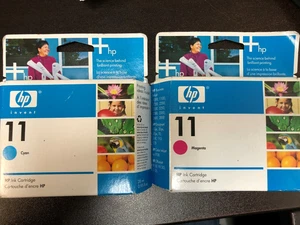 hp
The science behind
brilliant printing
hp
invent
11
Cyan
HP Ink Cartridge
Cartouche d'encre HP
hp
The science behind
brilliant printing
hp
invent
11
Magenta
HP Ink Cartridge
Cartouche d'encre HP